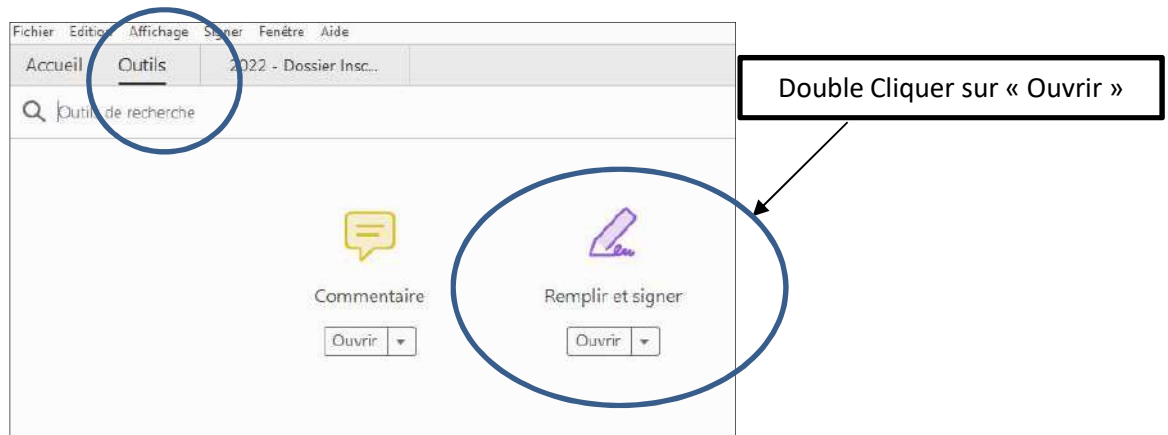 Fichier Edition Affichage Signer Fenêtre Aide
Accueil Outils 2022 - Dossier Insc...
Outils de recherche
Double Cliquer sur « Ouvrir »
Commentaire Remplir et signer
Ouvrir Ouvrir